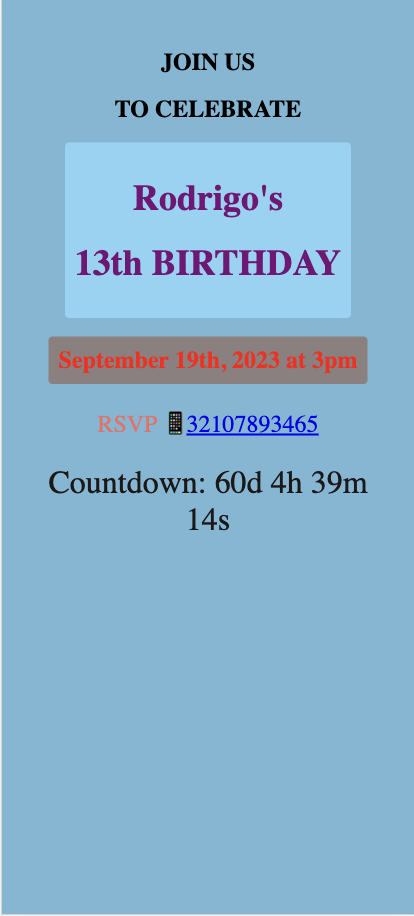 JOIN US
TO CELEBRATE
Rodrigo's
13th BIRTHDAY
September 19th, 2023 at 3pm
RSVP 📱32107893465
Countdown: 60d 4h 39m
14s